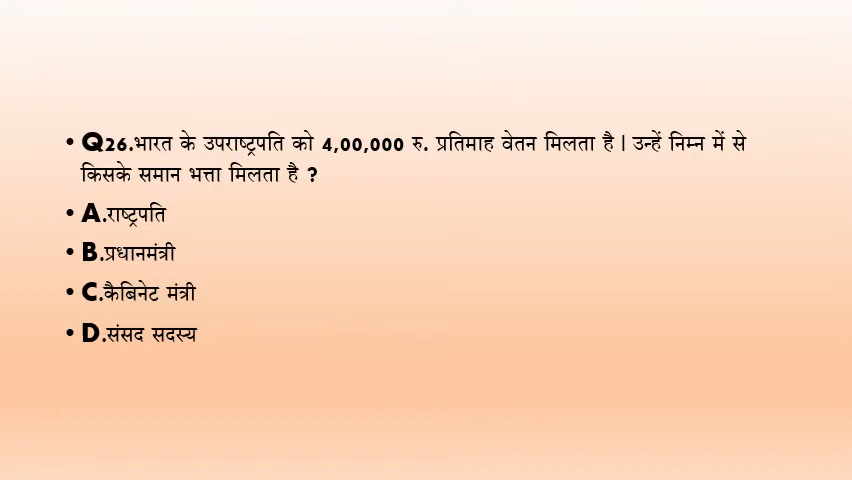 • Q26.भारत के उपराष्ट्रपति को 4,00,000 रु. प्रतिमाह वेतन मिलता है | उन्हें निम्न में से
किसके समान भत्ता मिलता है ?
• A.राष्ट्रपति
• B.प्रधानमंत्री
• C.कैबिनेट मंत्री
• D.संसद सदस्य